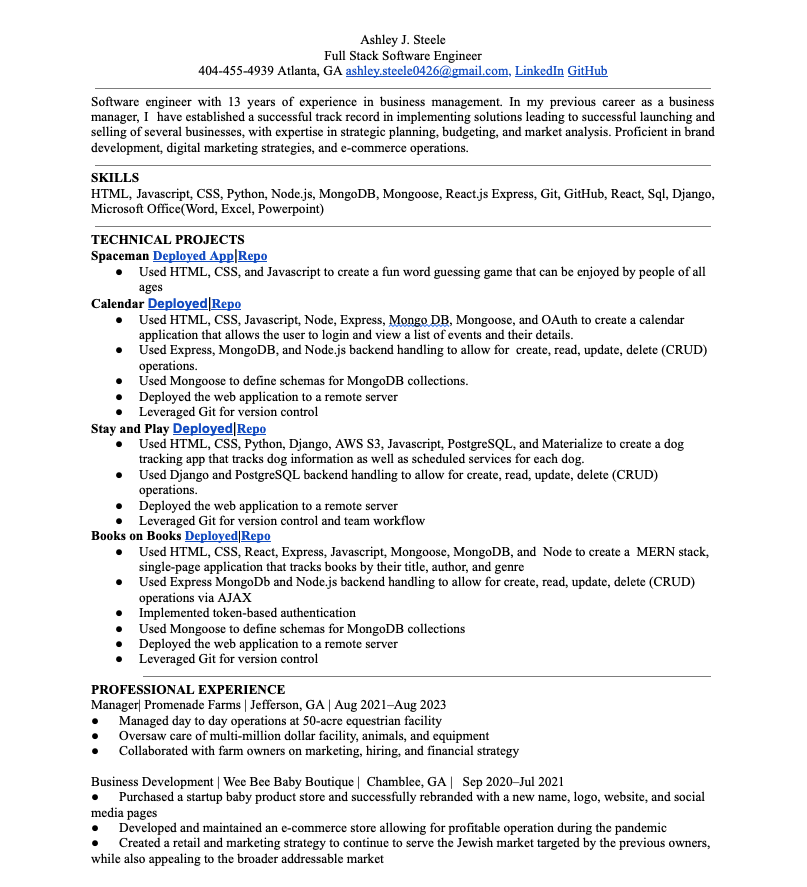 Ashley J. Steele
Full Stack Software Engineer
404-455-4939 Atlanta, GA ashley.steele0426@gmail.com, LinkedIn GitHub
Software engineer with 13 years of experience in business management. In my previous career as a business
manager, I have established a successful track record in implementing solutions leading to successful launching and
selling of several businesses, with expertise in strategic planning, budgeting, and market analysis. Proficient in brand
development, digital marketing strategies, and e-commerce operations.
SKILLS
HTML, Javascript, CSS, Python, Node.js, MongoDB, Mongoose, React.js Express, Git, GitHub, React, Sql, Django,
Microsoft Office(Word, Excel, Powerpoint)
TECHNICAL PROJECTS
Spaceman Deployed App|Repo
● Used HTML, CSS, and Javascript to create a fun word guessing game that can be enjoyed by people of all
ages
Calendar Deployed|Repo
● Used HTML, CSS, Javascript, Node, Express, Mongo DB, Mongoose, and OAuth to create a calendar
application that allows the user to login and view a list of events and their details.
● Used Express, MongoDB, and Node.js backend handling to allow for create, read, update, delete (CRUD)
operations.
● Used Mongoose to define schemas for MongoDB collections.
● Deployed the web application to a remote server
● Leveraged Git for version control
Stay and Play Deployed|Repo
● Used HTML, CSS, Python, Django, AWS S3, Javascript, PostgreSQL, and Materialize to create a dog
tracking app that tracks dog information as well as scheduled services for each dog.
● Used Django and PostgreSQL backend handling to allow for create, read, update, delete (CRUD)
operations.
● Deployed the web application to a remote server
● Leveraged Git for version control and team workflow
Books on Books Deployed|Repo
● Used HTML, CSS, React, Express, Javascript, Mongoose, MongoDB, and Node to create a MERN stack,
single-page application that tracks books by their title, author, and genre
● Used Express MongoDb and Node.js backend handling to allow for create, read, update, delete (CRUD)
operations via AJAX
● Implemented token-based authentication
● Used Mongoose to define schemas for MongoDB collections
● Deployed the web application to a remote server
● Leveraged Git for version control
PROFESSIONAL EXPERIENCE
Manager| Promenade Farms | Jefferson, GA | Aug 2021–Aug 2023
● Managed day to day operations at 50-acre equestrian facility
● Oversaw care of multi-million dollar facility, animals, and equipment
● Collaborated with farm owners on marketing, hiring, and financial strategy
Business Development | Wee Bee Baby Boutique | Chamblee, GA | Sep 2020–Jul 2021
● Purchased a startup baby product store and successfully rebranded with a new name, logo, website, and social
media pages
● Developed and maintained an e-commerce store allowing for profitable operation during the pandemic
● Created a retail and marketing strategy to continue to serve the Jewish market targeted by the previous owners,
while also appealing to the broader addressable market